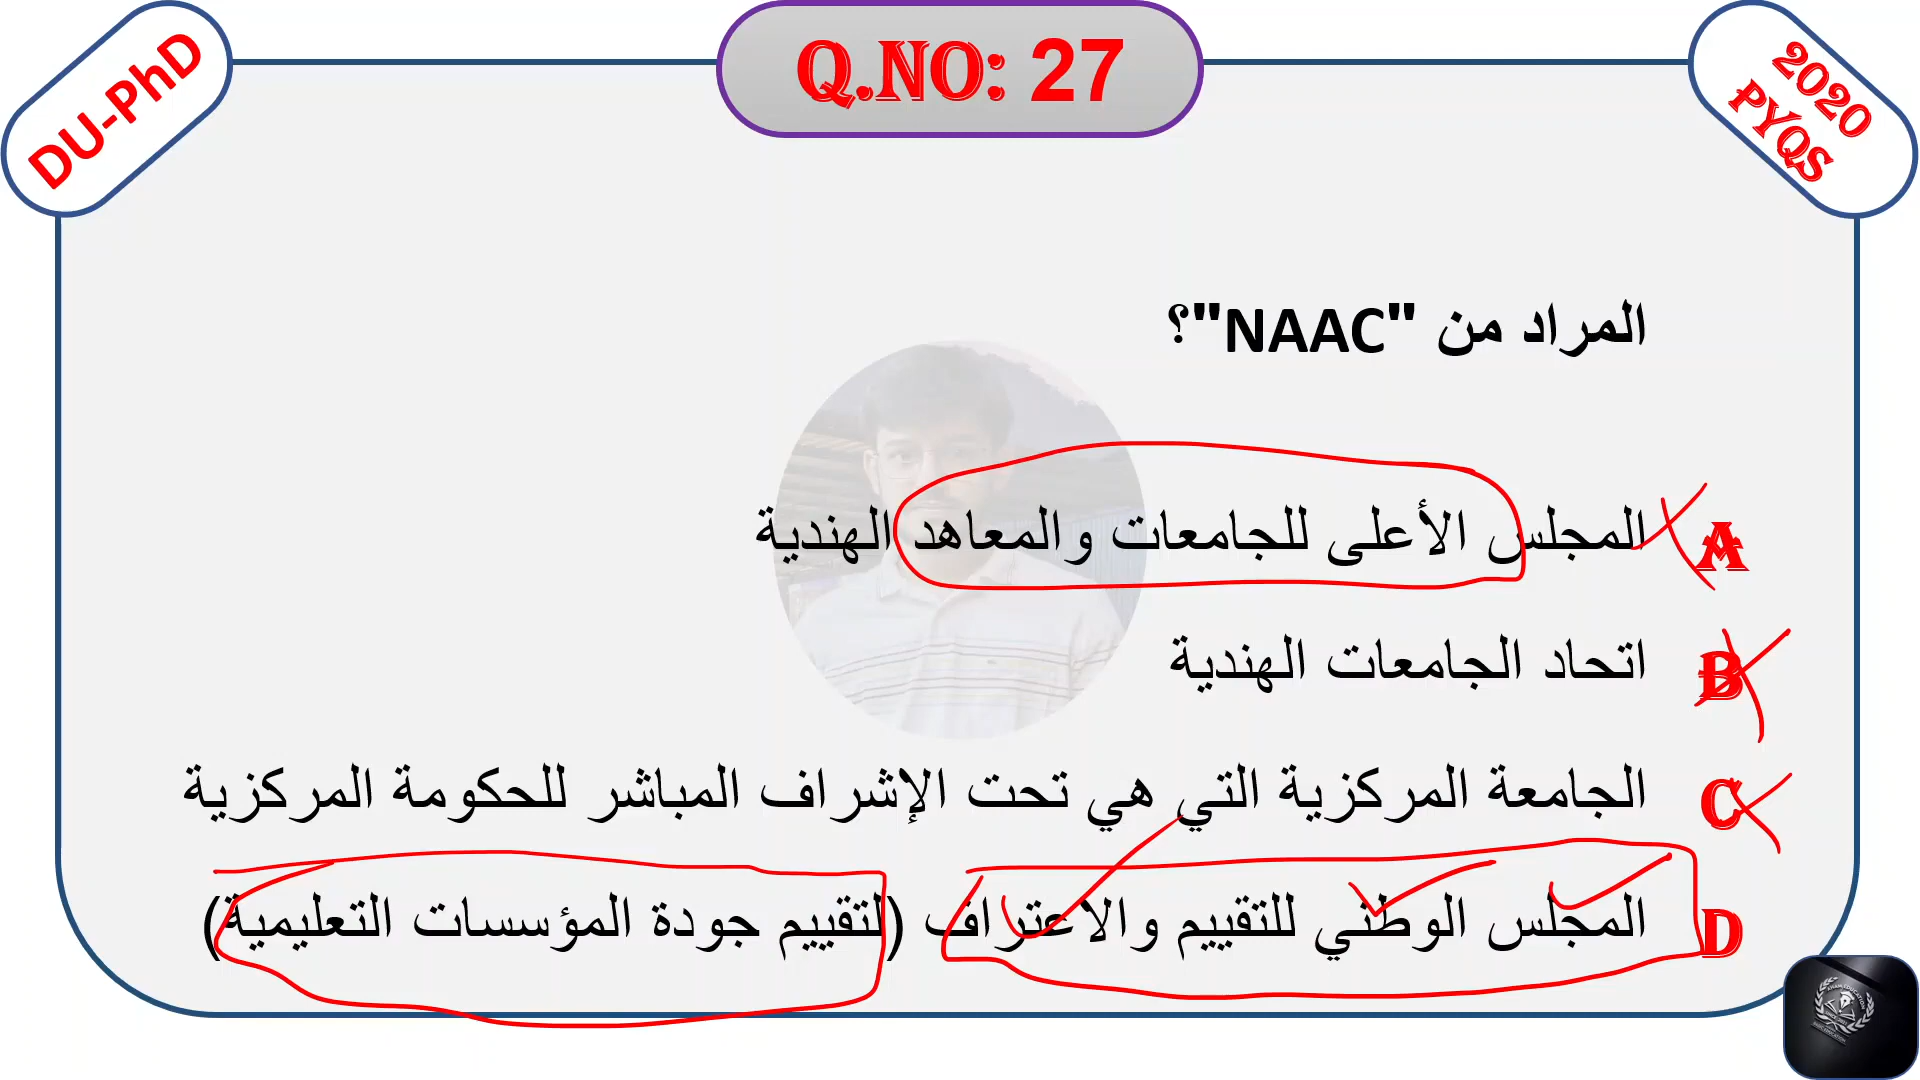 DU-PhD
Q.NO: 27
2020
PYQS
المراد من "NAAC"؟
A المجلس الأعلى للجامعات والمعاهد الهندية
B اتحاد الجامعات الهندية
C الجامعة المركزية التي هي تحت الإشراف المباشر للحكومة المركزية
D المجلس الوطني للتقييم والاعتراف (لتقييم جودة المؤسسات التعليمية)